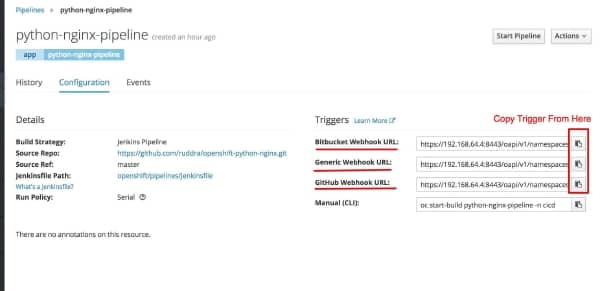 Pipelines » python-nginx-pipeline
python-nginx-pipeline created an hour ago
Start Pipeline
Actions
app python-nginx-pipeline
History Configuration Events
Details
Build Strategy: Jenkins Pipeline
Source Repo: https://github.com/ruddra/openshift-python-nginx.git
Source Ref: master
Jenkinsfile Path: openshift/pipelines/Jenkinsfile
What's a Jenkinsfile?
Run Policy: Serial
There are no annotations on this resource.
Triggers Learn More
Copy Trigger From Here
Bitbucket Webhook URL: https://192.168.64.4:8443/oapi/v1/namespaces
Generic Webhook URL: https://192.168.64.4:8443/oapi/v1/namespaces
GitHub Webhook URL: https://192.168.64.4:8443/oapi/v1/namespaces
Manual (CLI): oc start-build python-nginx-pipeline -n cicd